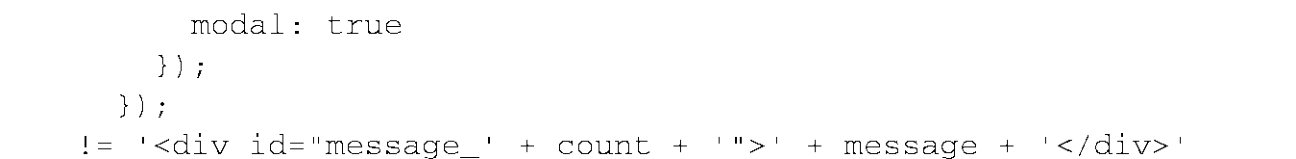 modal: true
});
});
!= '<div id="message_' + count + '">' + message + '</div>'